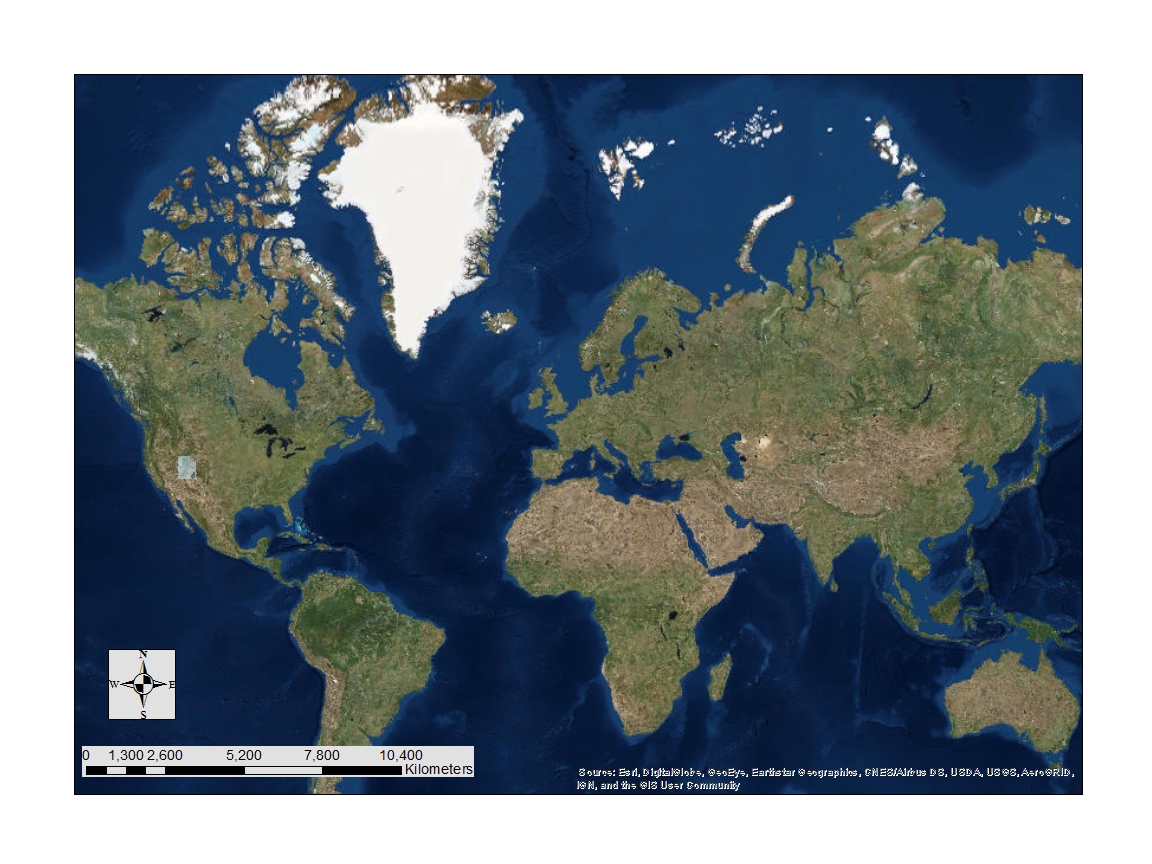 N
W E
S
0 1,300 2,600 5,200 7,800 10,400
Kilometers
Source: Esri, DigitalGlobe, GeoEye, Earthstar Geographics, CNES/Airbus DS, USDA, USGS, AeroGRID,
IGN, and the GIS User Community